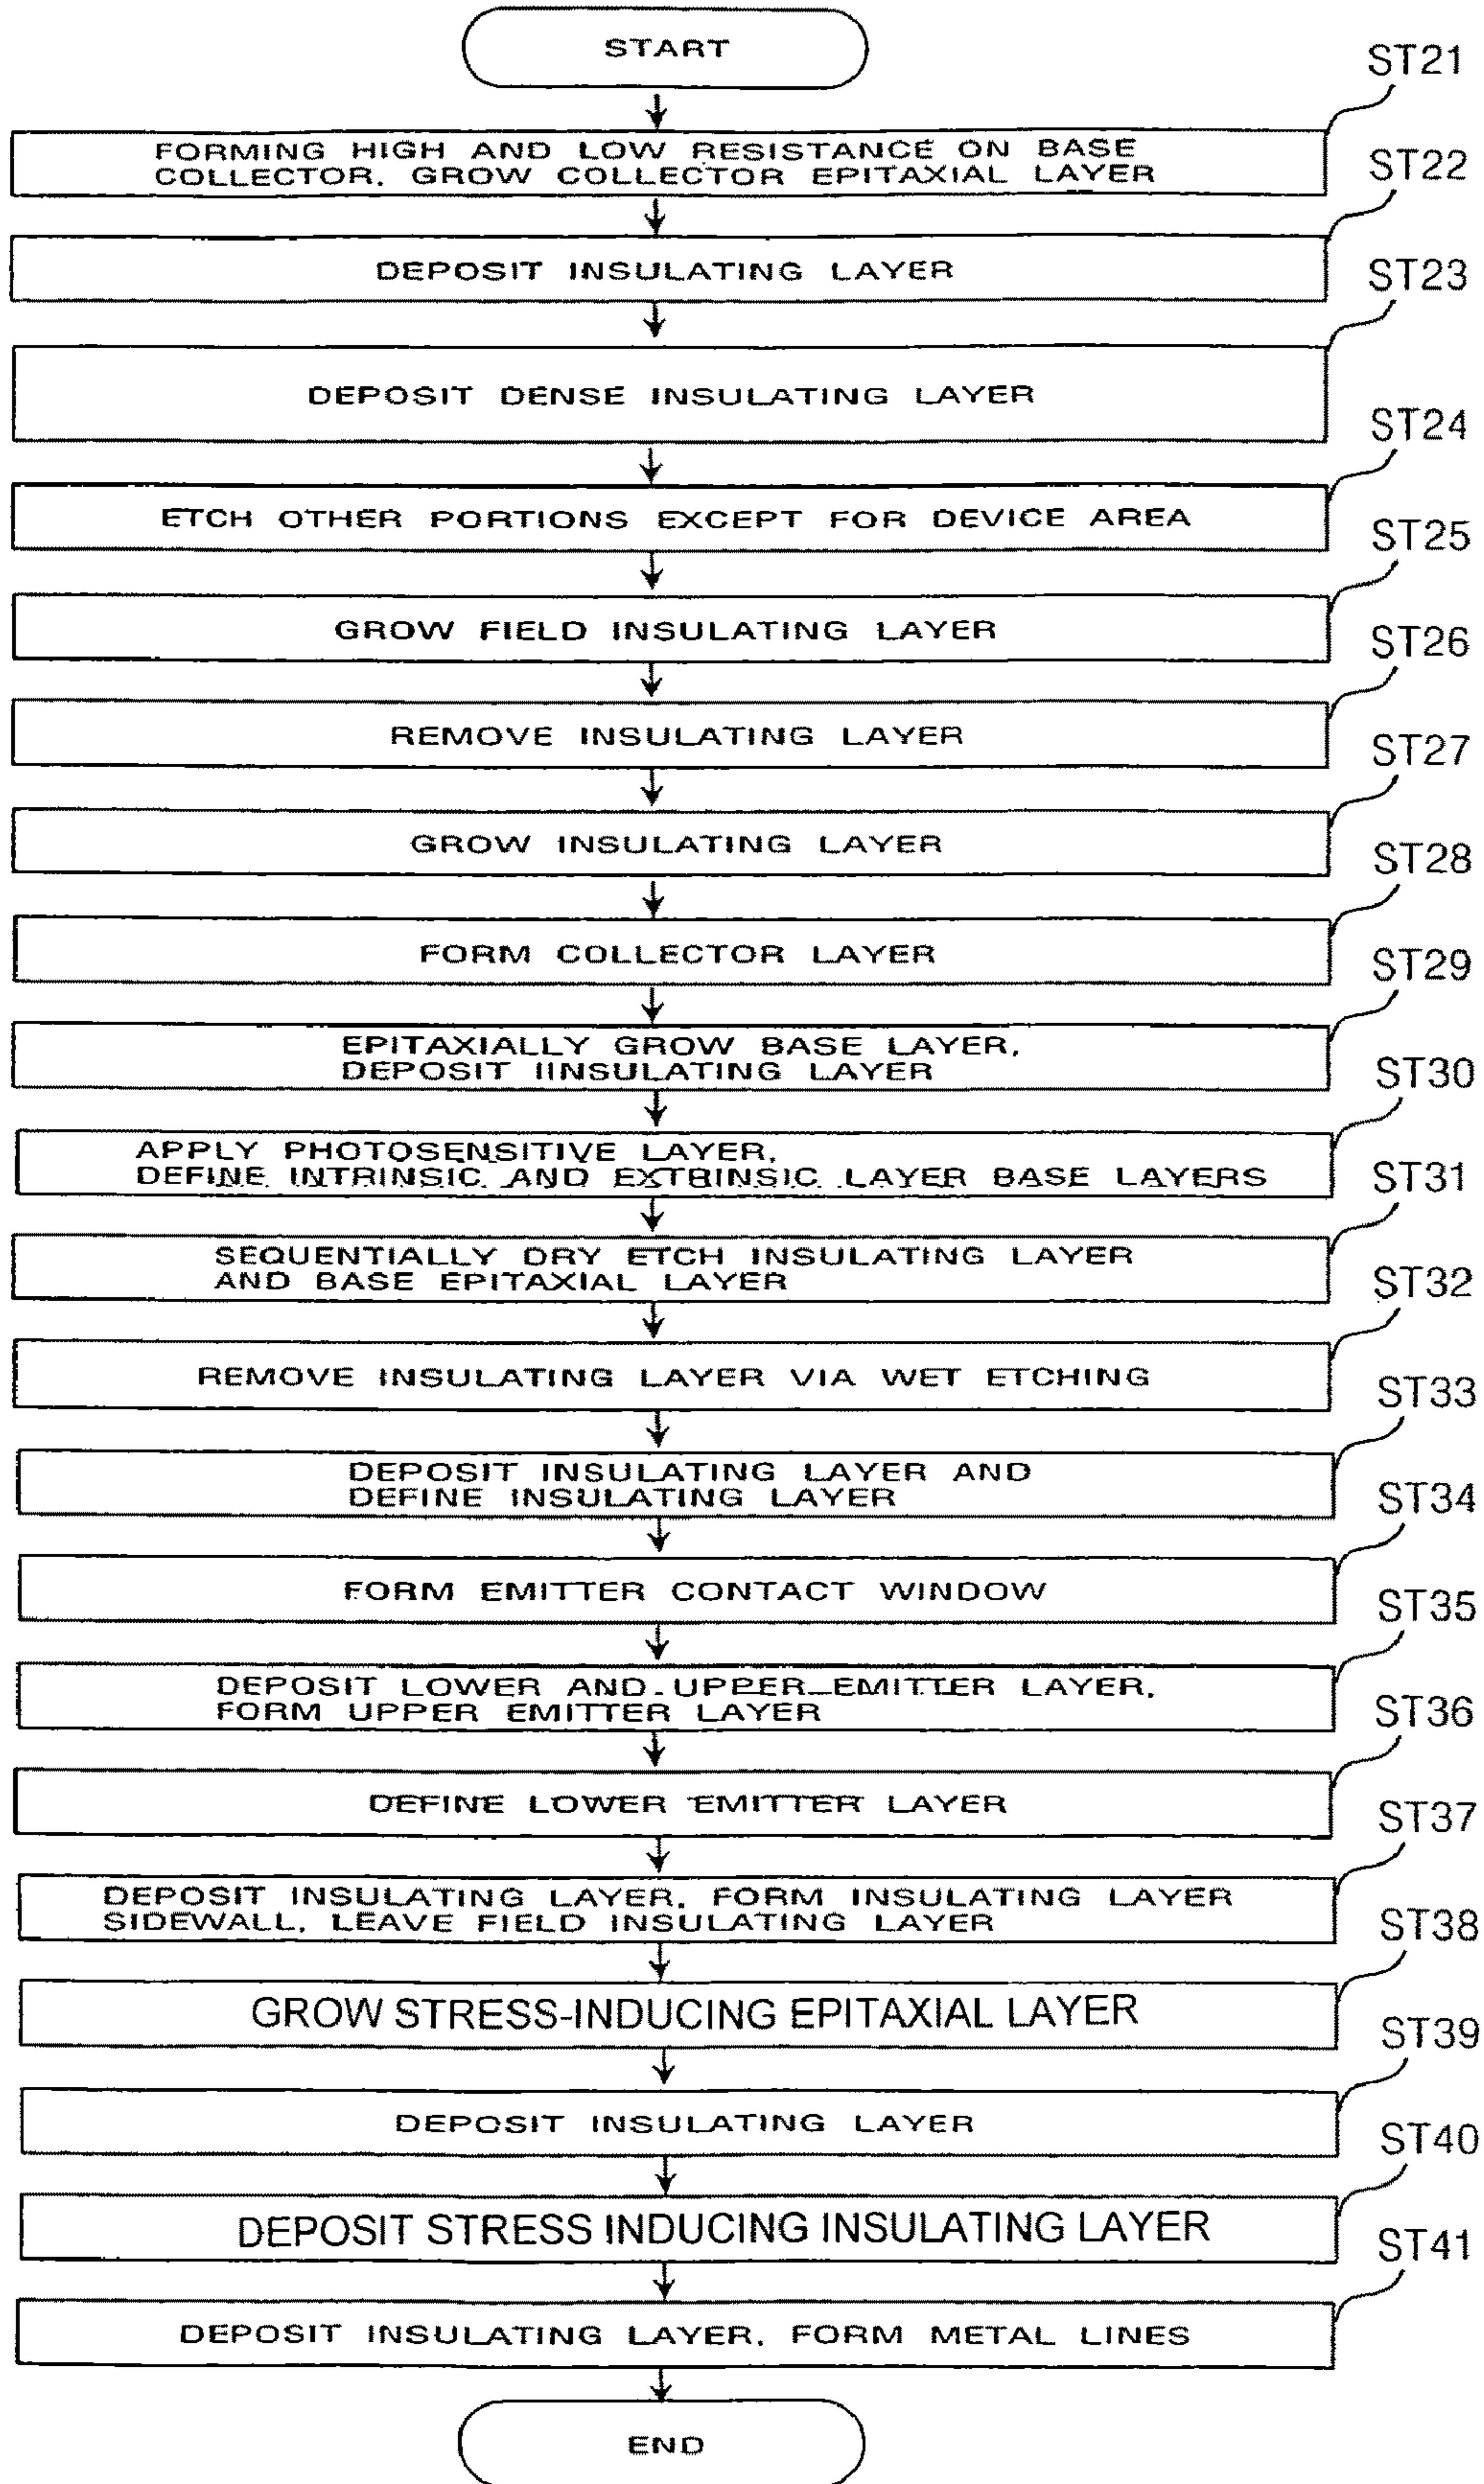 START
ST21
FORMING HIGH AND LOW RESISTANCE ON BASE
COLLECTOR. GROW COLLECTOR EPITAXIAL LAYER
ST22
DEPOSIT INSULATING LAYER
ST23
DEPOSIT DENSE INSULATING LAYER
ST24
ETCH OTHER PORTIONS EXCEPT FOR DEVICE AREA
ST25
GROW FIELD INSULATING LAYER
ST26
REMOVE INSULATING LAYER
ST27
GROW INSULATING LAYER
ST28
FORM COLLECTOR LAYER
ST29
EPITAXIALLY GROW BASE LAYER,
DEPOSIT IINSULATING LAYER
ST30
APPLY PHOTOSENSITIVE LAYER,
DEFINE INTRINSIC AND EXTRINSIC LAYER BASE LAYERS
ST31
SEQUENTIALLY DRY ETCH INSULATING LAYER
AND BASE EPITAXIAL LAYER
ST32
REMOVE INSULATING LAYER VIA WET ETCHING
ST33
DEPOSIT INSULATING LAYER AND
DEFINE INSULATING LAYER
ST34
FORM EMITTER CONTACT WINDOW
ST35
DEPOSIT LOWER AND UPPER EMITTER LAYER,
FORM UPPER EMITTER LAYER
ST36
DEFINE LOWER EMITTER LAYER
ST37
DEPOSIT INSULATING LAYER, FORM INSULATING LAYER
SIDEWALL, LEAVE FIELD INSULATING LAYER
ST38
GROW STRESS-INDUCING EPITAXIAL LAYER
ST39
DEPOSIT INSULATING LAYER
ST40
DEPOSIT STRESS INDUCING INSULATING LAYER
ST41
DEPOSIT INSULATING LAYER, FORM METAL LINES
END